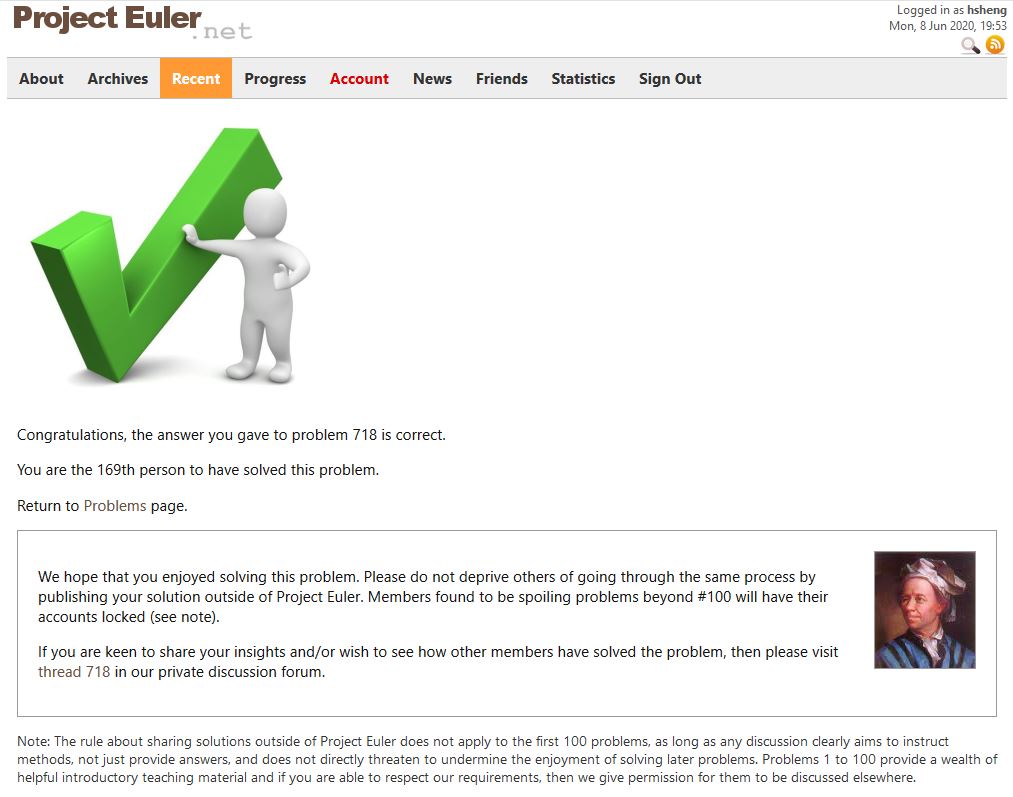 Project Euler
.net
Logged in as hsheng
Mon, 8 Jun 2020, 19:53
About Archives Recent Progress Account News Friends Statistics Sign Out
Congratulations, the answer you gave to problem 718 is correct.
You are the 169th person to have solved this problem.
Return to Problems page.
We hope that you enjoyed solving this problem. Please do not deprive others of going through the same process by
publishing your solution outside of Project Euler. Members found to be spoiling problems beyond #100 will have their
accounts locked (see note).
If you are keen to share your insights and/or wish to see how other members have solved the problem, then please visit
thread 718 in our private discussion forum.
Note: The rule about sharing solutions outside of Project Euler does not apply to the first 100 problems, as long as any discussion clearly aims to instruct
methods, not just provide answers, and does not directly threaten to undermine the enjoyment of solving later problems. Problems 1 to 100 provide a wealth of
helpful introductory teaching material and if you are able to respect our requirements, then we give permission for them to be discussed elsewhere.